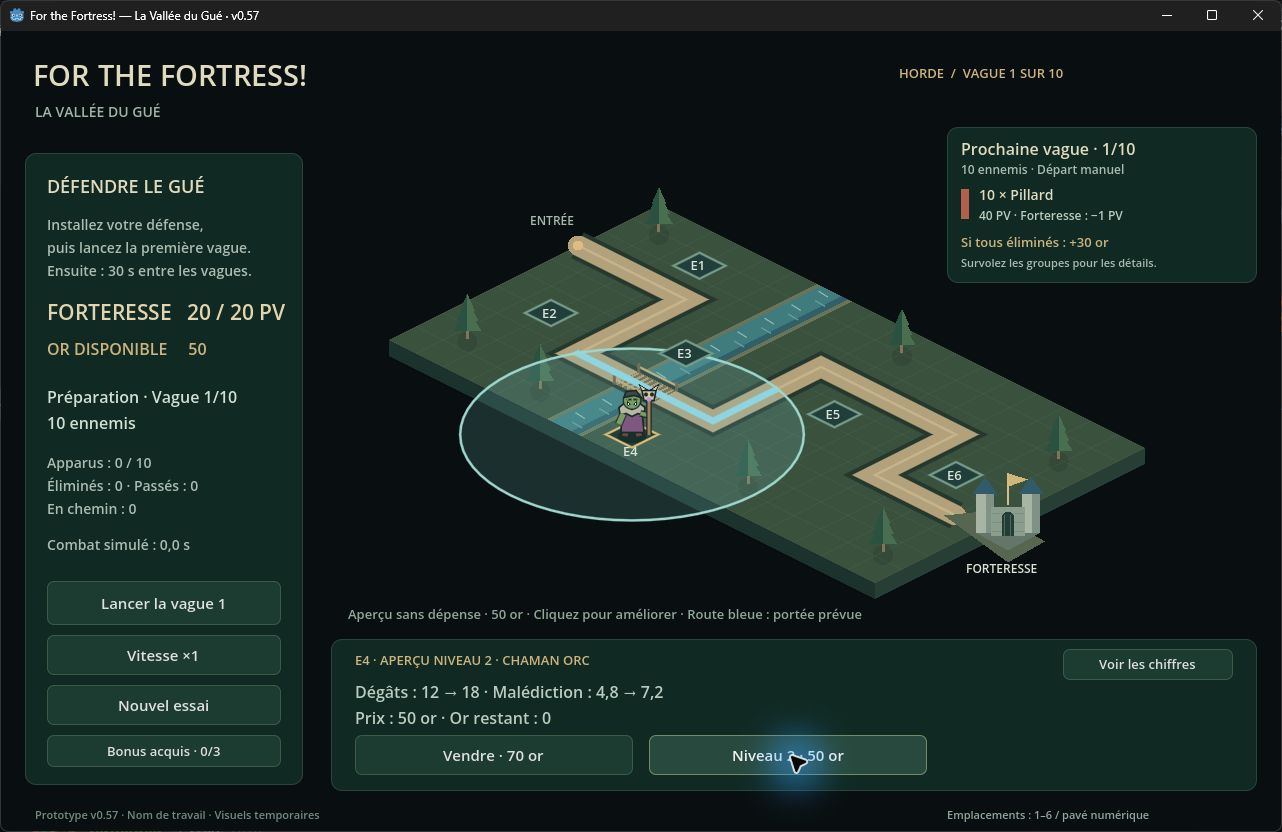 For the Fortress! — La Vallée du Gué · v0.57
FOR THE FORTRESS!
LA VALLÉE DU GUÉ
HORDE / VAGUE 1 SUR 10
DÉFENDRE LE GUÉ
Installez votre défense,
puis lancez la première vague.
Ensuite : 30 s entre les vagues.
FORTERESSE 20 / 20 PV
OR DISPONIBLE 50
Préparation · Vague 1/10
10 ennemis
Apparus : 0 / 10
Éliminés : 0 · Passés : 0
En chemin : 0
Combat simulé : 0,0 s
Lancer la vague 1
Vitesse ×1
Nouvel essai
Bonus acquis · 0/3
Prochaine vague · 1/10
10 ennemis · Départ manuel
10 × Pillard
40 PV · Forteresse : −1 PV
Si tous éliminés : +30 or
Survolez les groupes pour les détails.
ENTRÉE
E1
E2
E3
E4
E5
E6
FORTERESSE
Aperçu sans dépense · 50 or · Cliquez pour améliorer · Route bleue : portée prévue
E4 · APERÇU NIVEAU 2 · CHAMAN ORC
Voir les chiffres
Dégâts : 12 → 18 · Malédiction : 4,8 → 7,2
Prix : 50 or · Or restant : 0
Vendre · 70 or
Niveau 2 · 50 or
Prototype v0.57 · Nom de travail · Visuels temporaires
Emplacements : 1–6 / pavé numérique